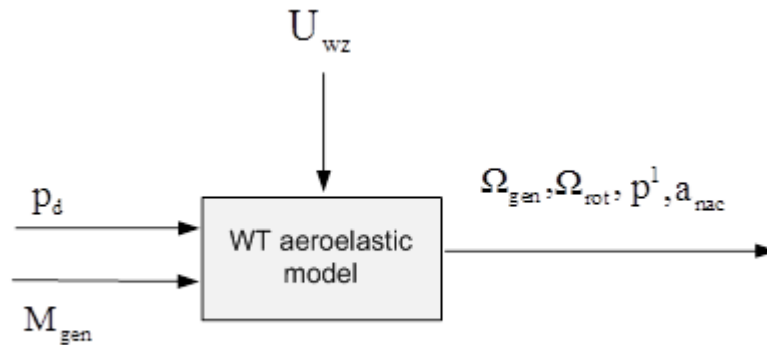 U_wz
p_d
M_gen
WT aeroelastic
model
Ω_gen, Ω_rot, p^1, a_nac